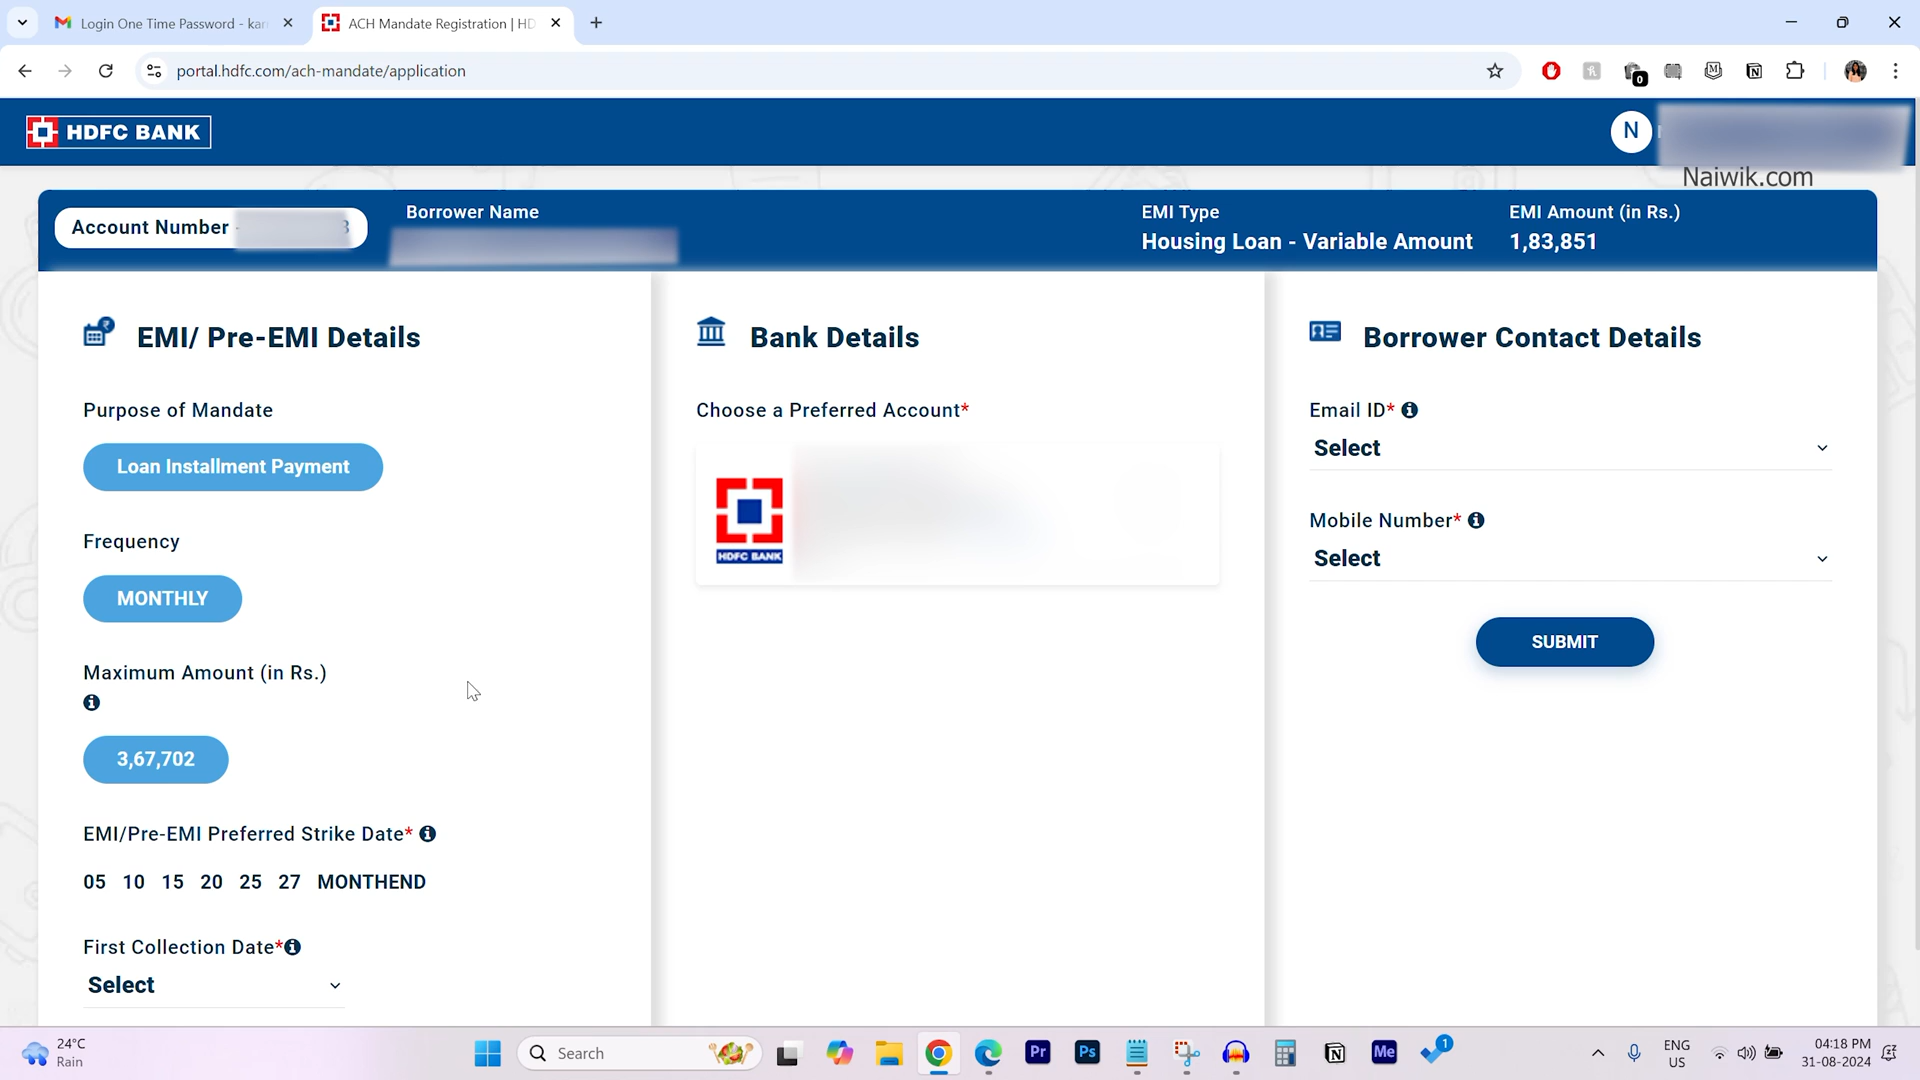 Login One Time Password - kar
ACH Mandate Registration | HD
portal.hdfc.com/ach-mandate/application
0
HDFC BANK
N
Naiwik.com
Account Number
Borrower Name
EMI Type
Housing Loan - Variable Amount
EMI Amount (in Rs.)
1,83,851
EMI/ Pre-EMI Details
Purpose of Mandate
Loan Installment Payment
Frequency
MONTHLY
Maximum Amount (in Rs.)
3,67,702
EMI/Pre-EMI Preferred Strike Date*
05 10 15 20 25 27 MONTHEND
First Collection Date*
Select
Bank Details
Choose a Preferred Account*
HDFC BANK
Borrower Contact Details
Email ID*
Select
Mobile Number*
Select
SUBMIT
24°C
Rain
Search
Pr
Ps
Me
1
ENG
US
04:18 PM
31-08-2024